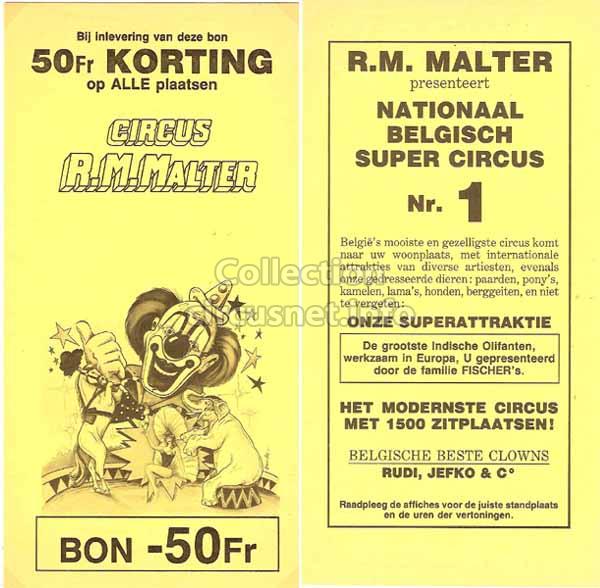 Bij inlevering van deze bon
50Fr KORTING
op ALLE plaatsen
CIRCUS
R.M.MALTER
BON -50Fr
R.M. MALTER
presenteert
NATIONAAL
BELGISCH
SUPER CIRCUS
Nr. 1
België's mooiste en gezelligste circus komt
naar uw woonplaats, met internationale
attrakties van diverse artiesten, evenals
onze gedresseerde dieren: paarden, pony's,
kamelen, lama's, honden, berggeiten, en niet
te vergeten:
ONZE SUPERATTRAKTIE
De grootste Indische Olifanten,
werkzaam in Europa, U gepresenteerd
door de familie FISCHER's.
HET MODERNSTE CIRCUS
MET 1500 ZITPLAATSEN!
BELGISCHE BESTE CLOWNS
RUDI, JEFKO & C°
Raadpleeg de affiches voor de juiste standplaats
en de uren der vertoningen.
Collection
circusnet.info